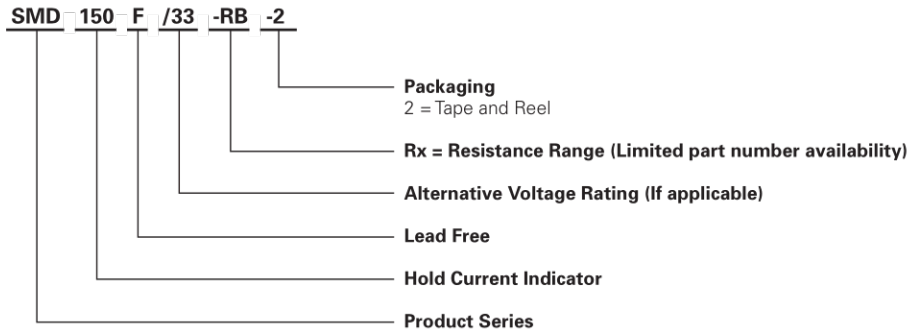 SMD 150 F /33 -RB -2
Packaging
2 = Tape and Reel
Rx = Resistance Range (Limited part number availability)
Alternative Voltage Rating (If applicable)
Lead Free
Hold Current Indicator
Product Series